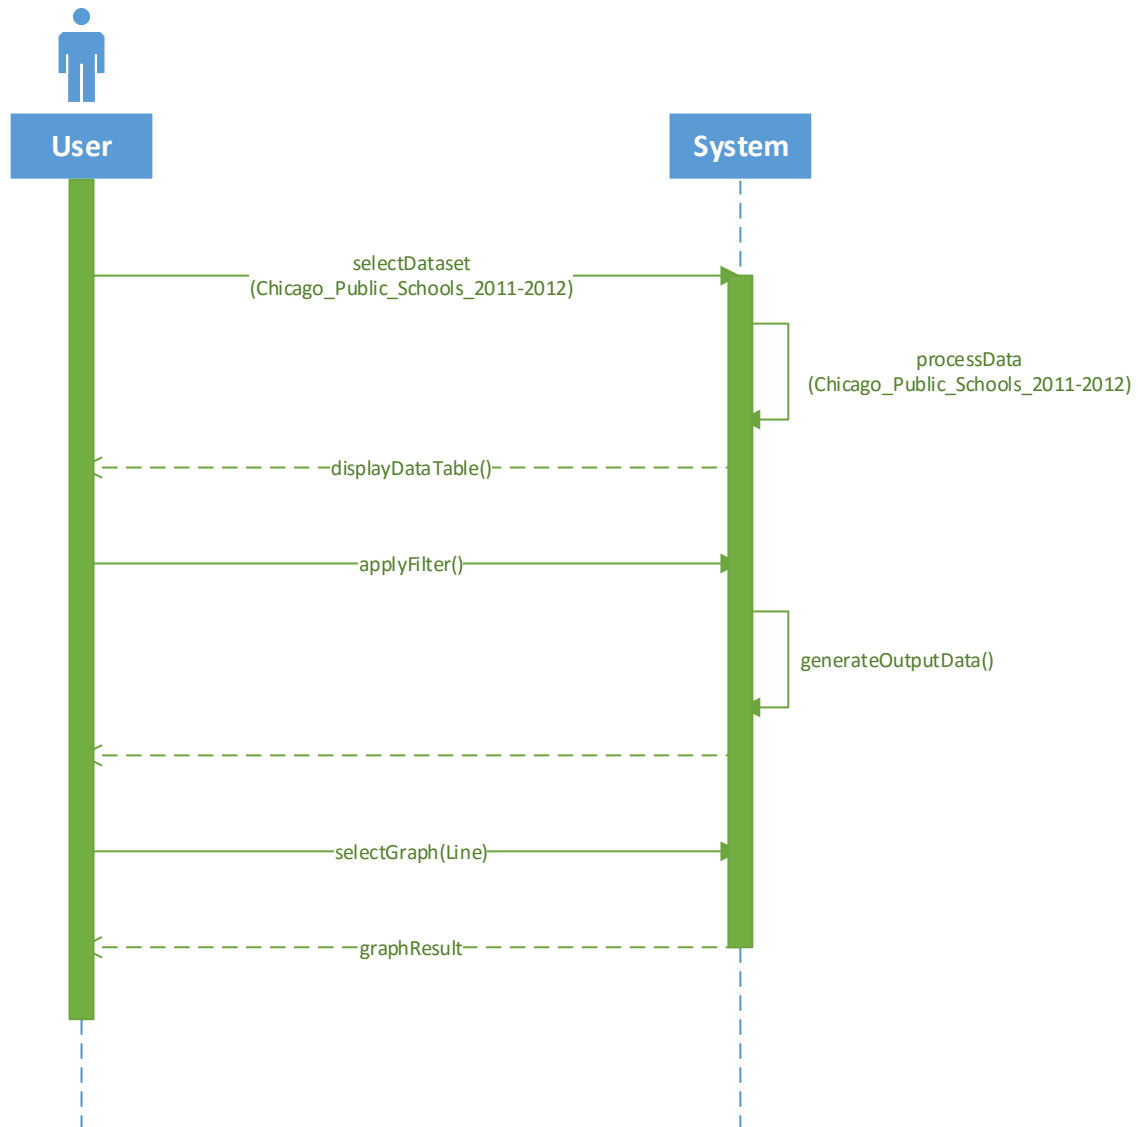 User
System
selectDataset
(Chicago_Public_Schools_2011-2012)
processData
(Chicago_Public_Schools_2011-2012)
displayDataTable()
applyFilter()
generateOutputData()
selectGraph(Line)
graphResult